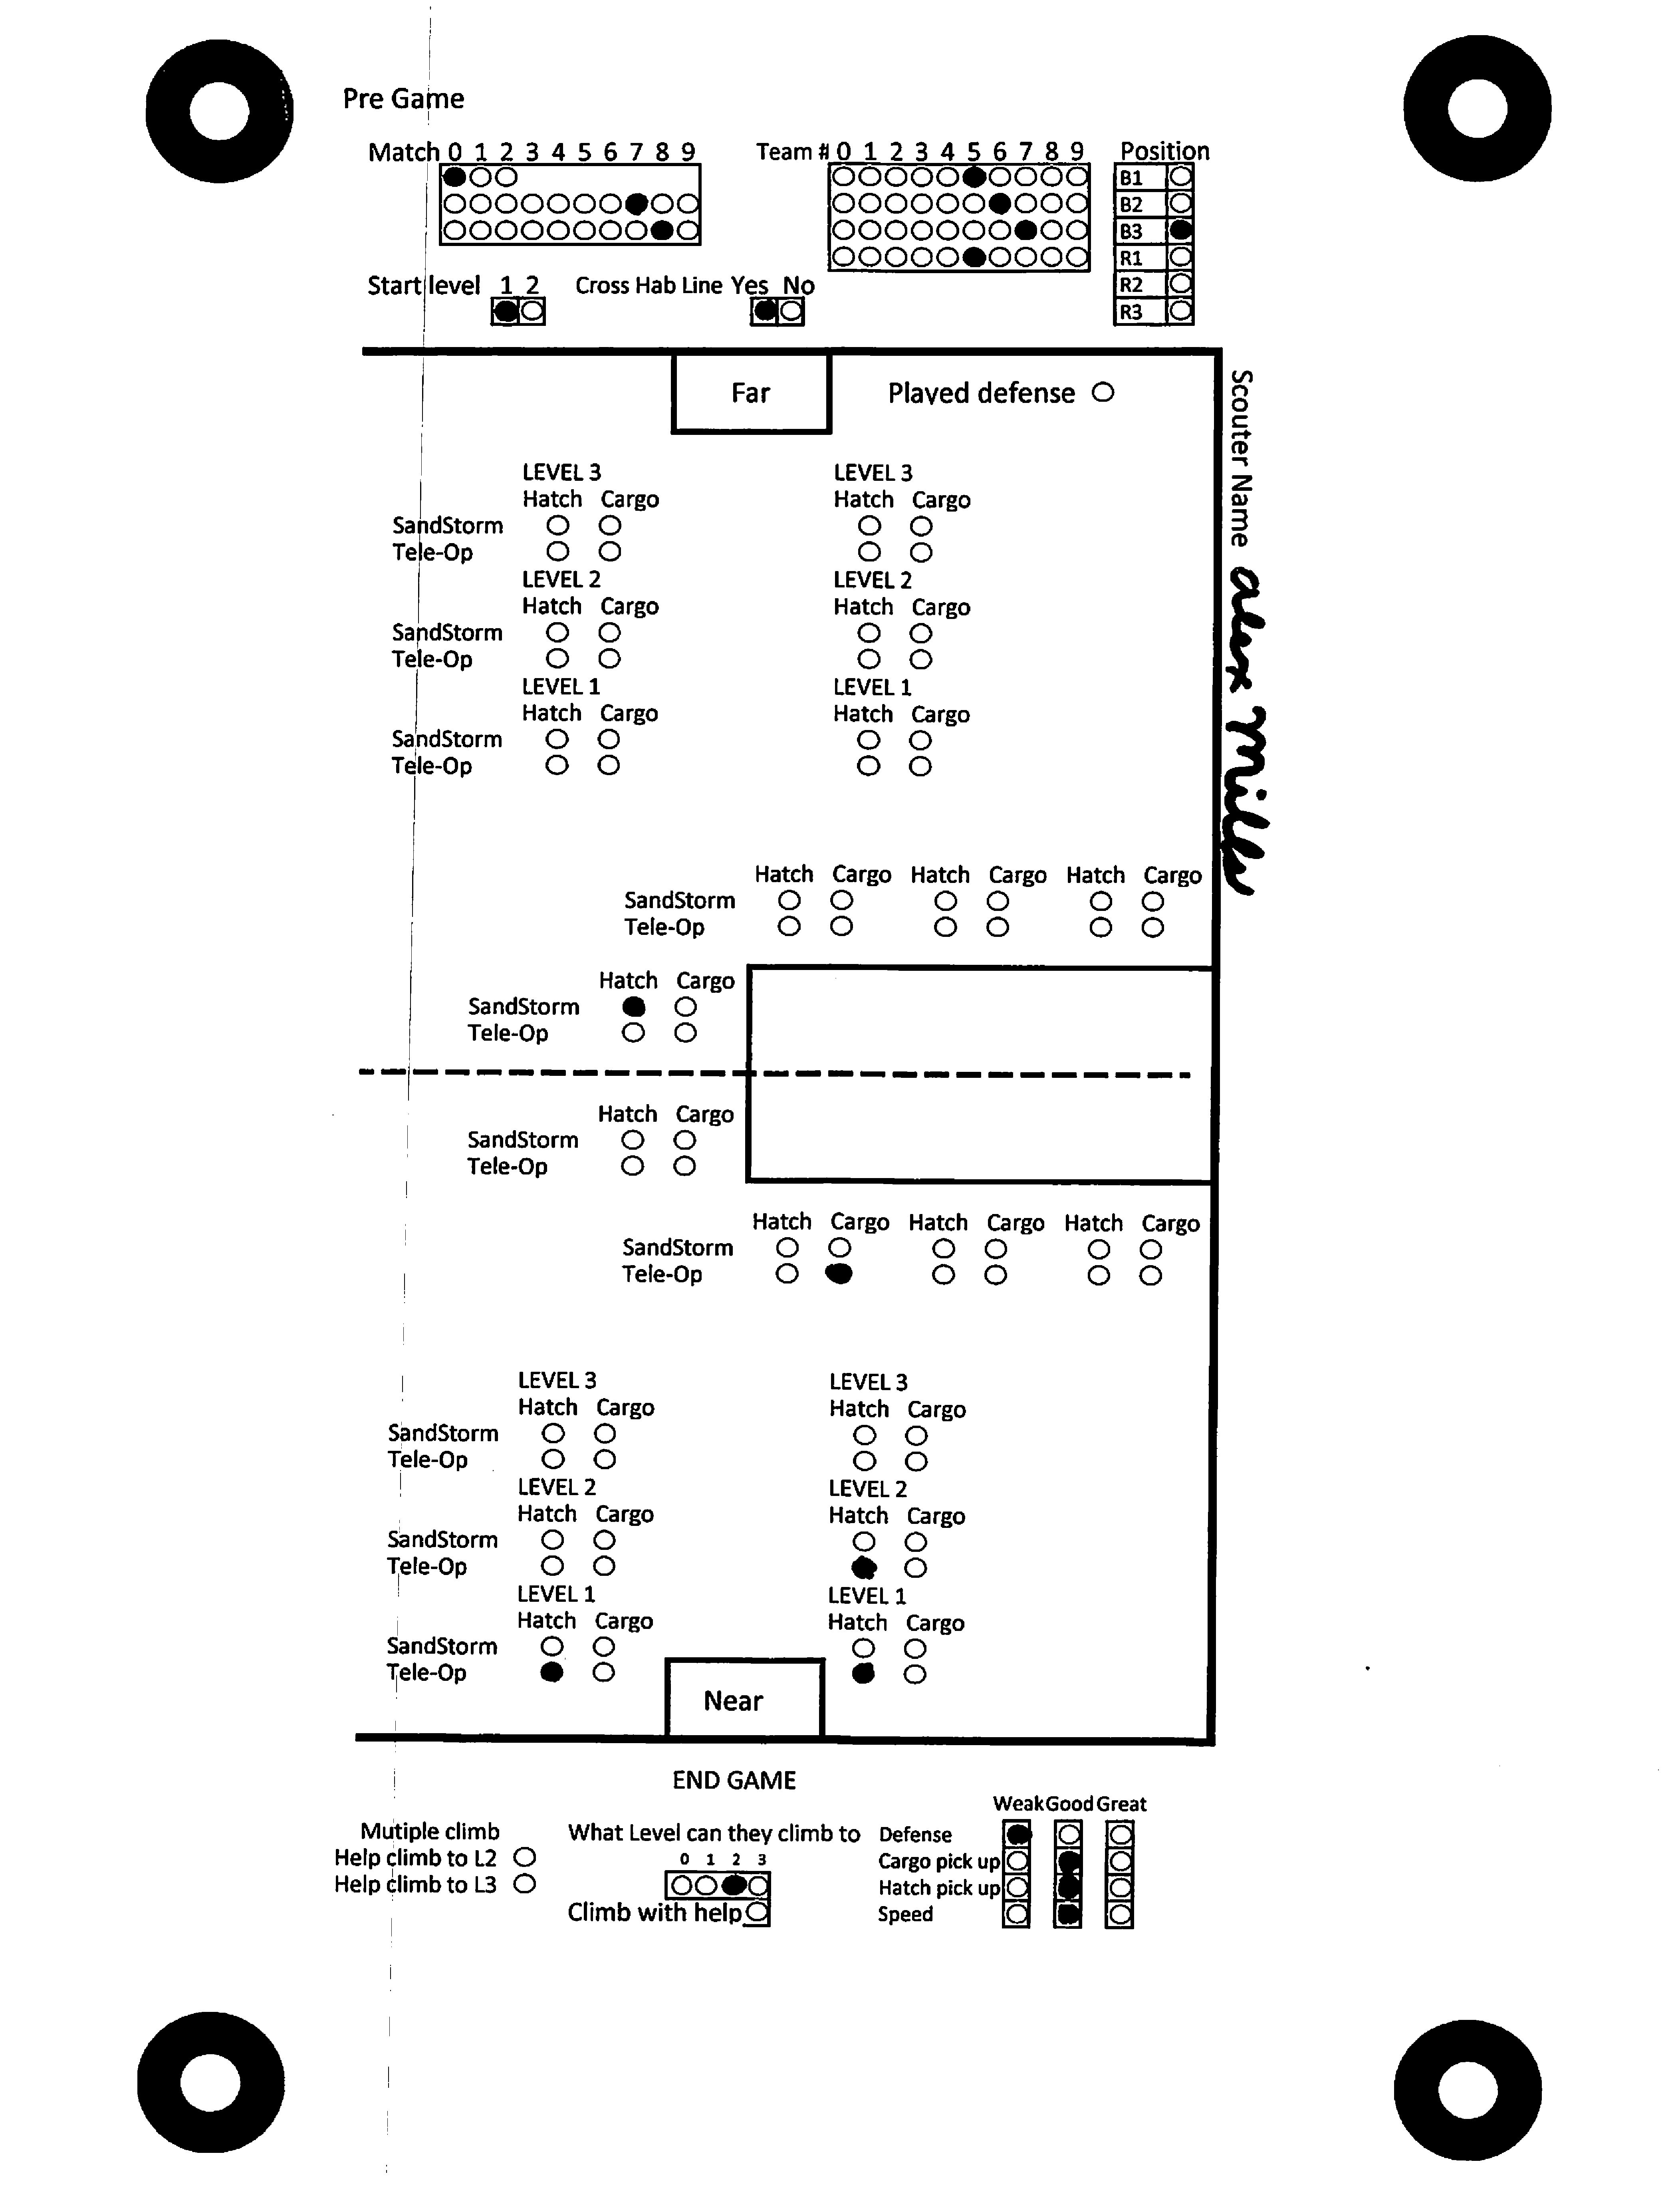 Pre Game
Match 0 1 2 3 4 5 6 7 8 9
Team # 0 1 2 3 4 5 6 7 8 9
Position
B1
B2
B3
R1
R2
R3
Start level 1 2
Cross Hab Line Yes No
Far
Played defense
Scouter Name alex Miller
LEVEL 3 LEVEL 3
Hatch Cargo Hatch Cargo
SandStorm
Tele-Op
LEVEL 2 LEVEL 2
Hatch Cargo Hatch Cargo
SandStorm
Tele-Op
LEVEL 1 LEVEL 1
Hatch Cargo Hatch Cargo
SandStorm
Tele-Op
Hatch Cargo Hatch Cargo Hatch Cargo
SandStorm
Tele-Op
Hatch Cargo
SandStorm
Tele-Op
Hatch Cargo
SandStorm
Tele-Op
Hatch Cargo Hatch Cargo Hatch Cargo
SandStorm
Tele-Op
LEVEL 3 LEVEL 3
Hatch Cargo Hatch Cargo
SandStorm
Tele-Op
LEVEL 2 LEVEL 2
Hatch Cargo Hatch Cargo
SandStorm
Tele-Op
LEVEL 1 LEVEL 1
Hatch Cargo Hatch Cargo
SandStorm
Tele-Op
Near
END GAME
Mutiple climb
Help climb to L2
Help climb to L3
What Level can they climb to
0 1 2 3
Climb with help
Weak Good Great
Defense
Cargo pick up
Hatch pick up
Speed